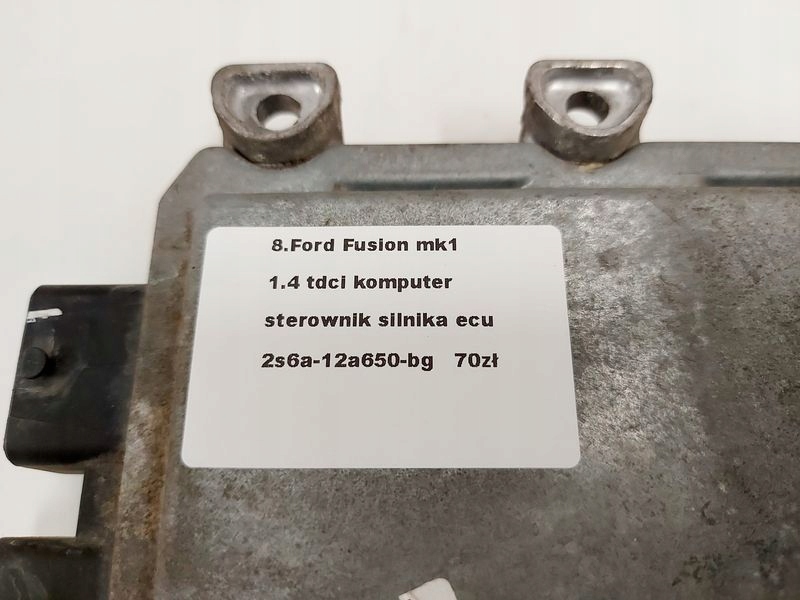 8.Ford Fusion mk1
1.4 tdci komputer
sterownik silnika ecu
2s6a-12a650-bg 70zł